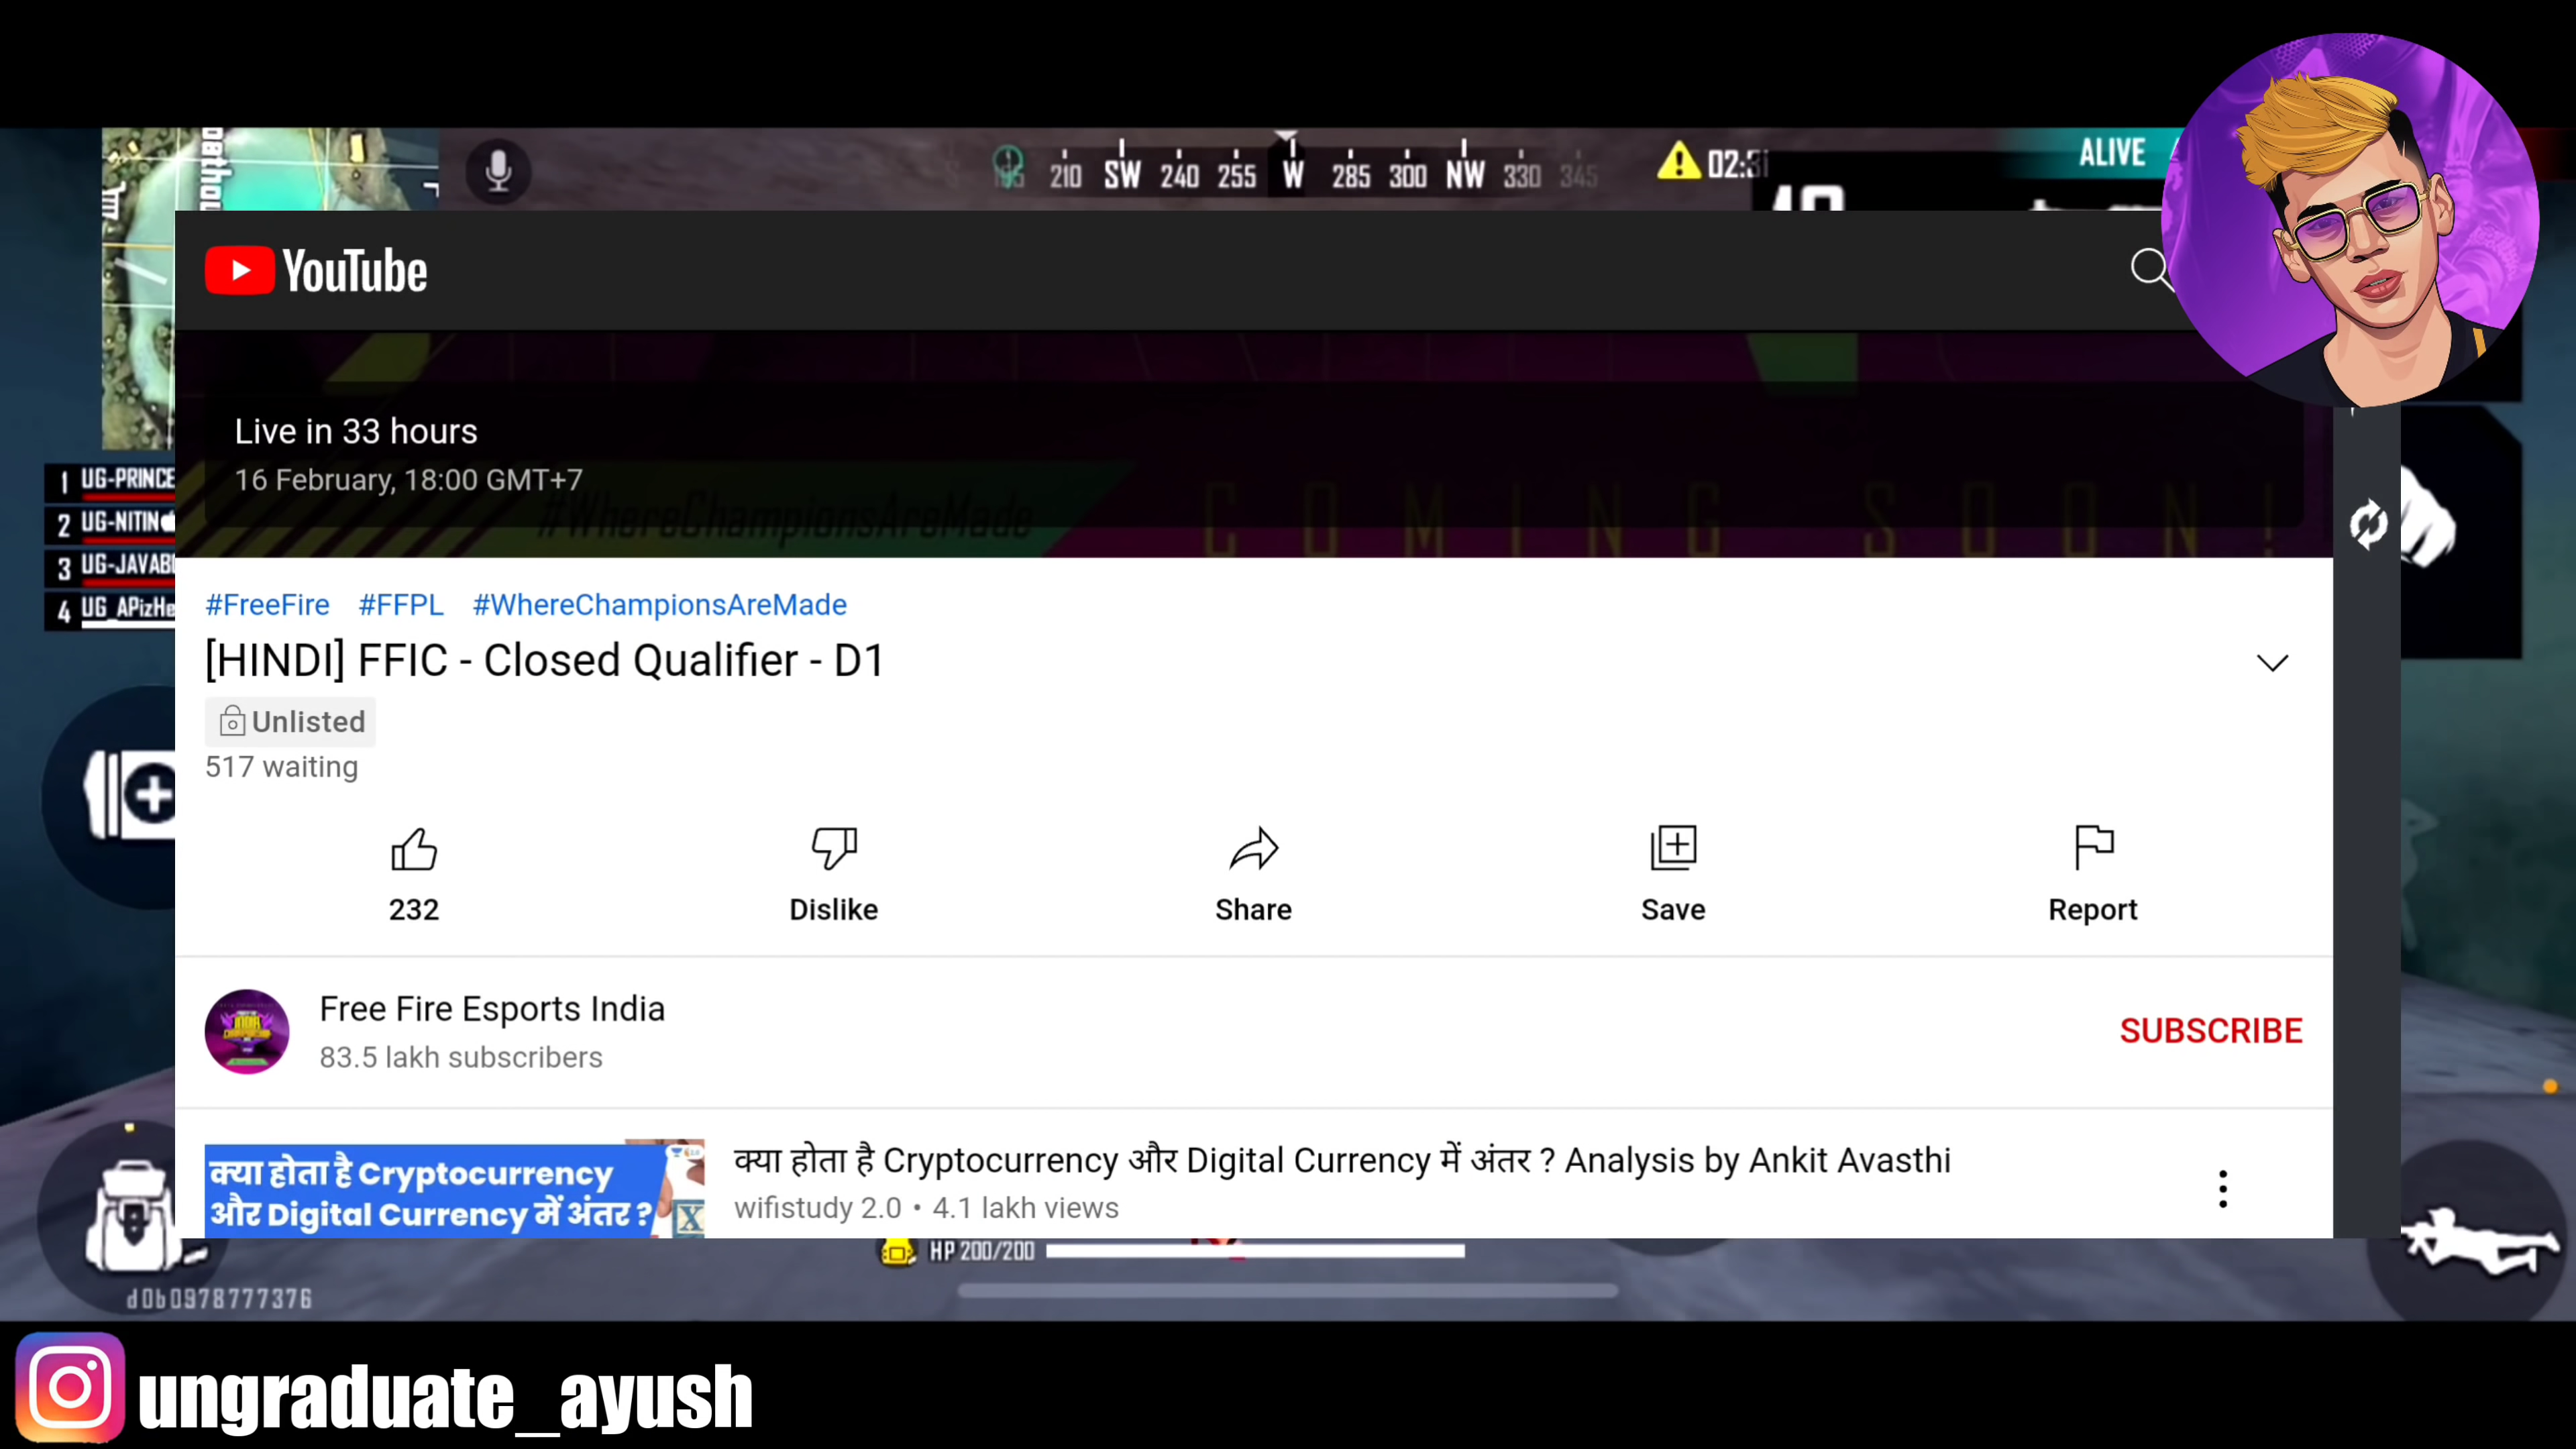 210 SW 240 255 W 285 300 NW 330 345
ALIVE
YouTube
Live in 33 hours
16 February, 18:00 GMT+7
#WhereChampionsAreMade
COMING SOON!
1 UG-PRINCE
2 UG-NITIN
3 UG-JAVAB
4 UG_APizHe
#FreeFire #FFPL #WhereChampionsAreMade
[HINDI] FFIC - Closed Qualifier - D1
Unlisted
517 waiting
232
Dislike
Share
Save
Report
Free Fire Esports India
83.5 lakh subscribers
SUBSCRIBE
क्या होता है Cryptocurrency
और Digital Currency में अंतर ?
क्या होता है Cryptocurrency और Digital Currency में अंतर ? Analysis by Ankit Avasthi
wifistudy 2.0 • 4.1 lakh views
HP 200/200
d0b0978777376
ungraduate_ayush